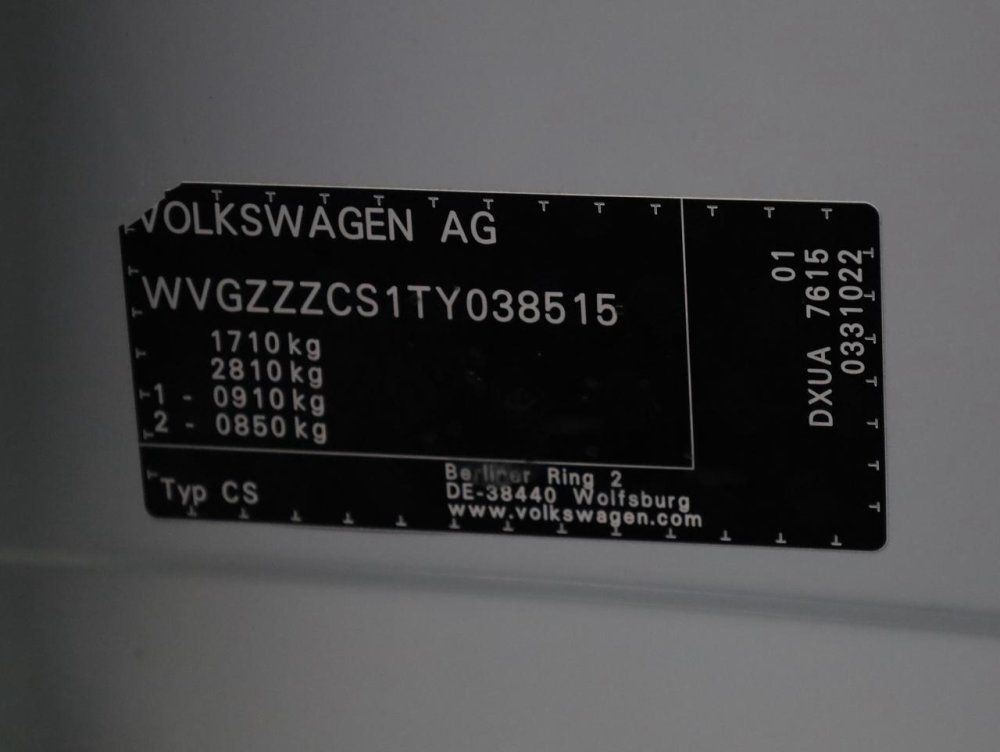 VOLKSWAGEN AG
WVGZZZCS1TY038515
1710kg
2810kg
1 - 0910kg
2 - 0850kg
Typ CS
Berliner Ring 2
DE-38440 Wolfsburg
www.volkswagen.com
01
DXUA 7615
0331022